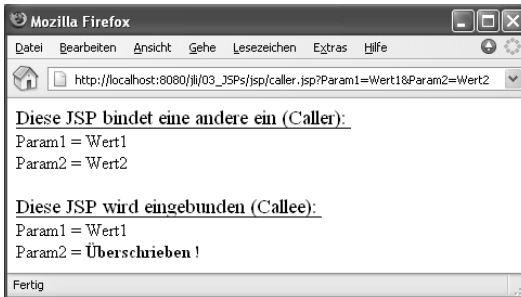 Mozilla Firefox
Datei Bearbeiten Ansicht Gehe Lesezeichen Extras Hilfe
http://localhost:8080/jli/03_JSPs/jsp/caller.jsp?Param1=Wert1&Param2=Wert2
Diese JSP bindet eine andere ein (Caller):
Param1 = Wert1
Param2 = Wert2
Diese JSP wird eingebunden (Callee):
Param1 = Wert1
Param2 = Überschrieben !
Fertig